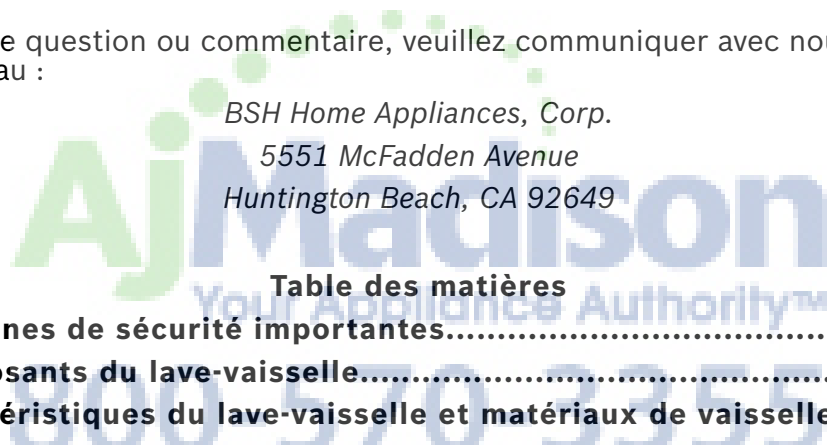 e question ou commentaire, veuillez communiquer avec nou
au :
BSH Home Appliances, Corp.
5551 McFadden Avenue
Huntington Beach, CA 92649
AjMadison
Table des matières
Your Appliance Authority™
nes de sécurité importantes.......................................
osants du lave-vaisselle................................................
800-570-3355
éristiques du lave-vaisselle et matériaux de vaisselle